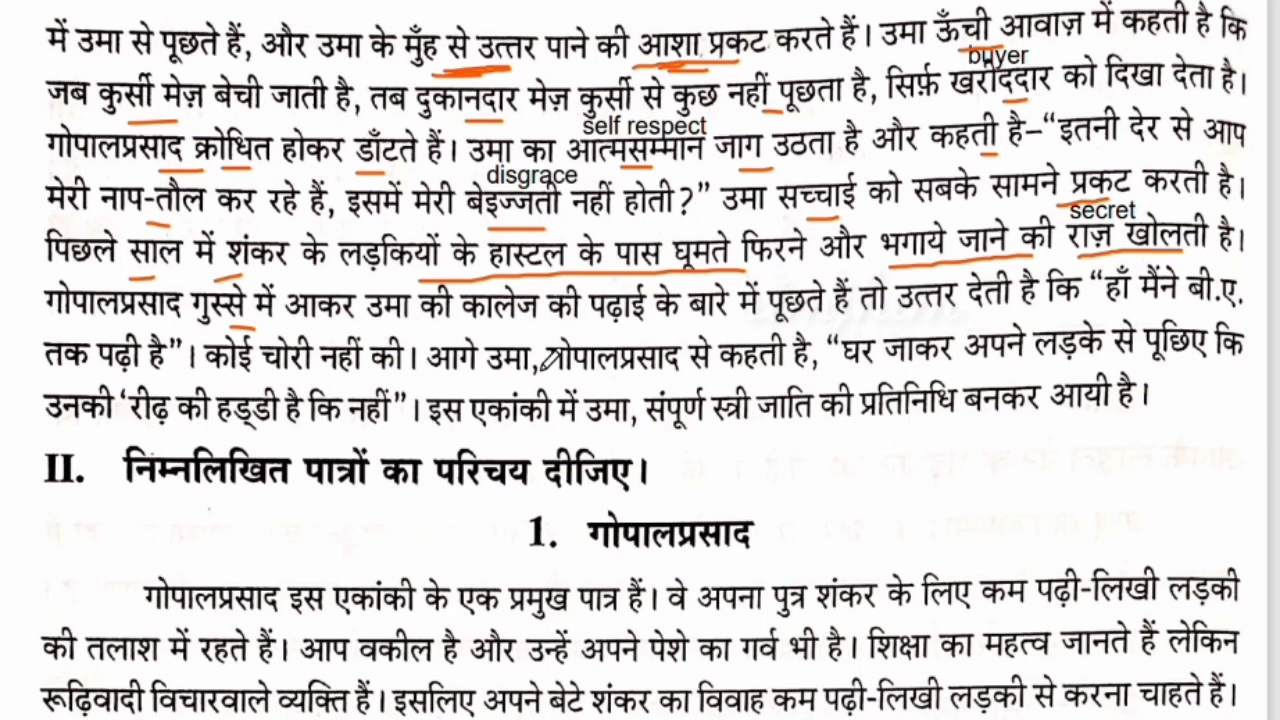 में उमा से पूछते हैं, और उमा के मुँह से उत्तर पाने की आशा प्रकट करते हैं। उमा ऊँची आवाज़ में कहती है कि
buyer
जब कुर्सी मेज़ बेची जाती है, तब दुकानदार मेज़ कुर्सी से कुछ नहीं पूछता है, सिर्फ़ खरीददार को दिखा देता है।
self respect
गोपालप्रसाद क्रोधित होकर डाँटते हैं। उमा का आत्मसम्मान जाग उठता है और कहती है–“इतनी देर से आप
disgrace
मेरी नाप-तौल कर रहे हैं, इसमें मेरी बेइज्जती नहीं होती?” उमा सच्चाई को सबके सामने प्रकट करती है।
secret
पिछले साल में शंकर के लड़कियों के हास्टल के पास घूमते फिरने और भगाये जाने की राज़ खोलती है।
गोपालप्रसाद गुस्से में आकर उमा की कालेज की पढ़ाई के बारे में पूछते हैं तो उत्तर देती है कि “हाँ मैंने बी.ए.
तक पढ़ी है”। कोई चोरी नहीं की। आगे उमा, गोपालप्रसाद से कहती है, “घर जाकर अपने लड़के से पूछिए कि
उनकी ‘रीढ़ की हड्डी है कि नहीं”। इस एकांकी में उमा, संपूर्ण स्त्री जाति की प्रतिनिधि बनकर आयी है।
II. निम्नलिखित पात्रों का परिचय दीजिए।
1. गोपालप्रसाद
गोपालप्रसाद इस एकांकी के एक प्रमुख पात्र हैं। वे अपना पुत्र शंकर के लिए कम पढ़ी-लिखी लड़की
की तलाश में रहते हैं। आप वकील है और उन्हें अपने पेशे का गर्व भी है। शिक्षा का महत्व जानते हैं लेकिन
रूढ़िवादी विचारवाले व्यक्ति हैं। इसलिए अपने बेटे शंकर का विवाह कम पढ़ी-लिखी लड़की से करना चाहते हैं।